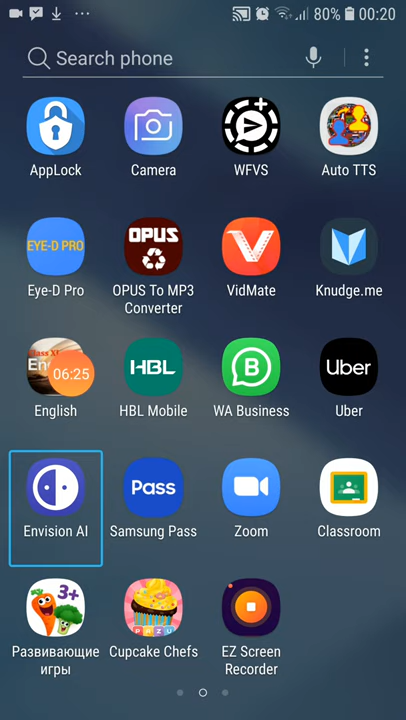 80% 00:20
Search phone
AppLock
Camera
WFVS
Auto TTS
EYE-D PRO
OPUS
Eye-D Pro
OPUS To MP3
Converter
VidMate
Knudge.me
06:25
HBL
B
Uber
English
HBL Mobile
WA Business
Uber
Pass
Envision AI
Samsung Pass
Zoom
Classroom
3+
PAZU
Развивающие
игры
Cupcake Chefs
EZ Screen
Recorder